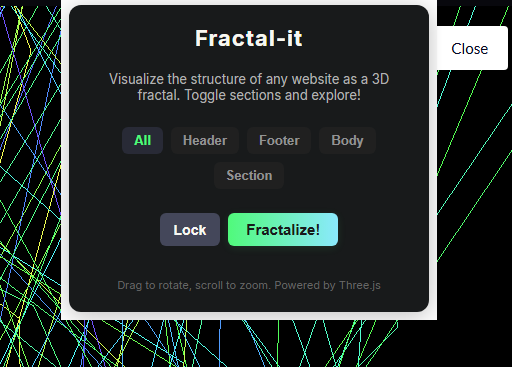 Fractal-it
Close
Visualize the structure of any website as a 3D
fractal. Toggle sections and explore!
All Header Footer Body
Section
Lock Fractalize!
Drag to rotate, scroll to zoom. Powered by Three.js